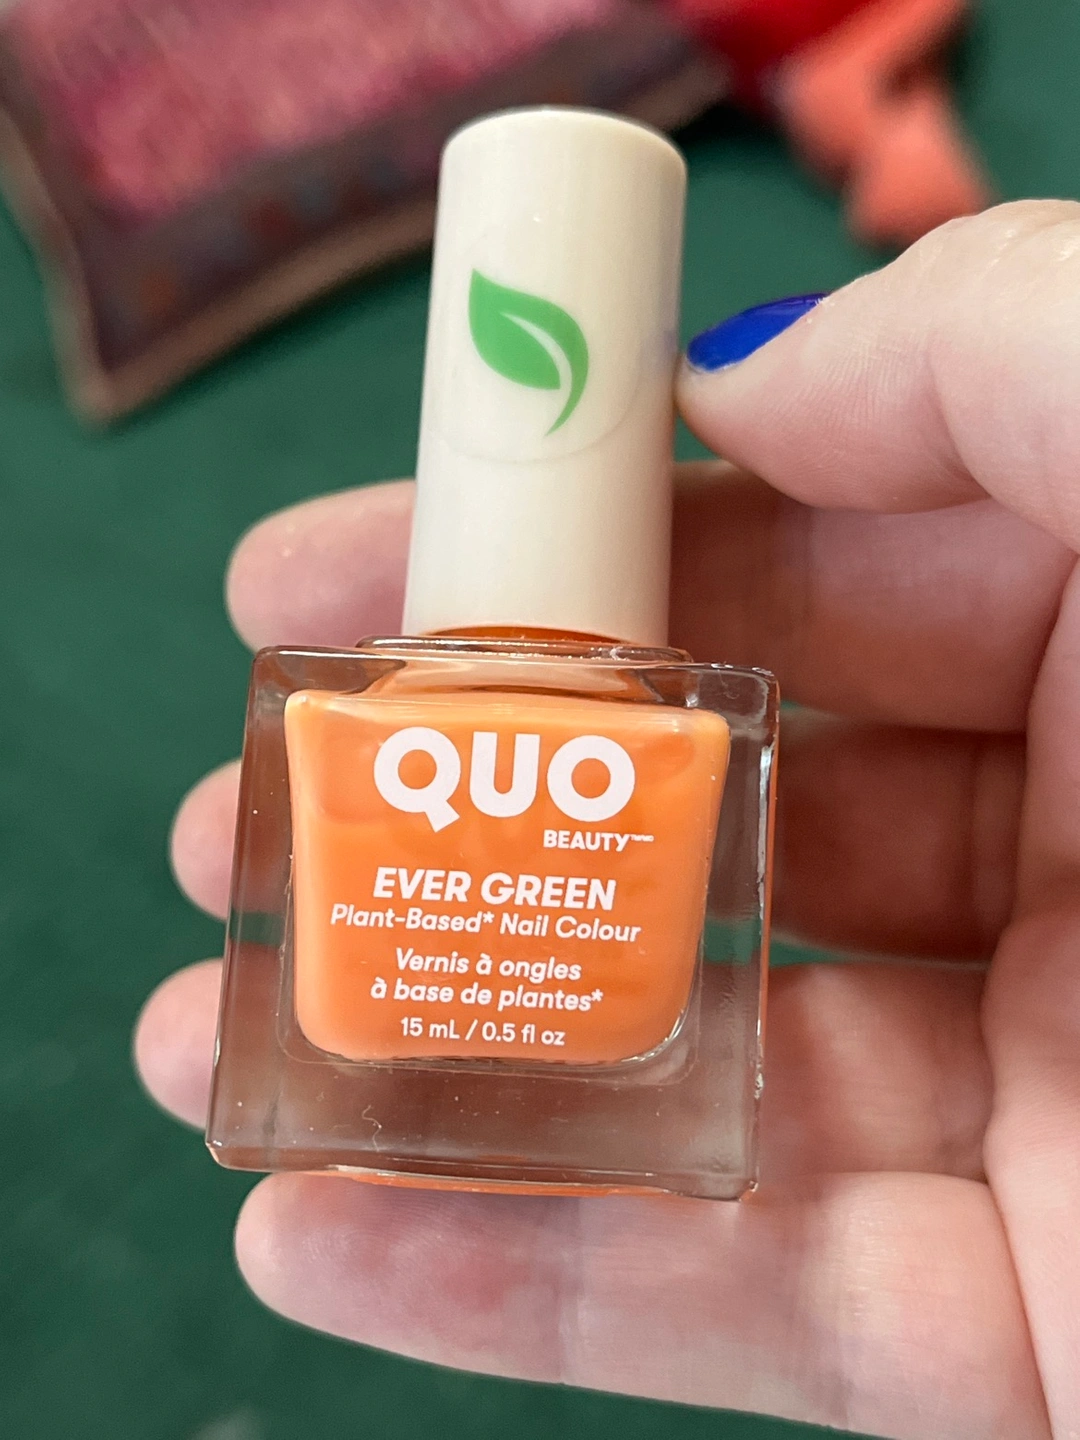 QUO
BEAUTY
EVER GREEN
Plant-Based* Nail Colour
Vernis à ongles
à base de plantes*
15 mL / 0.5 fl oz